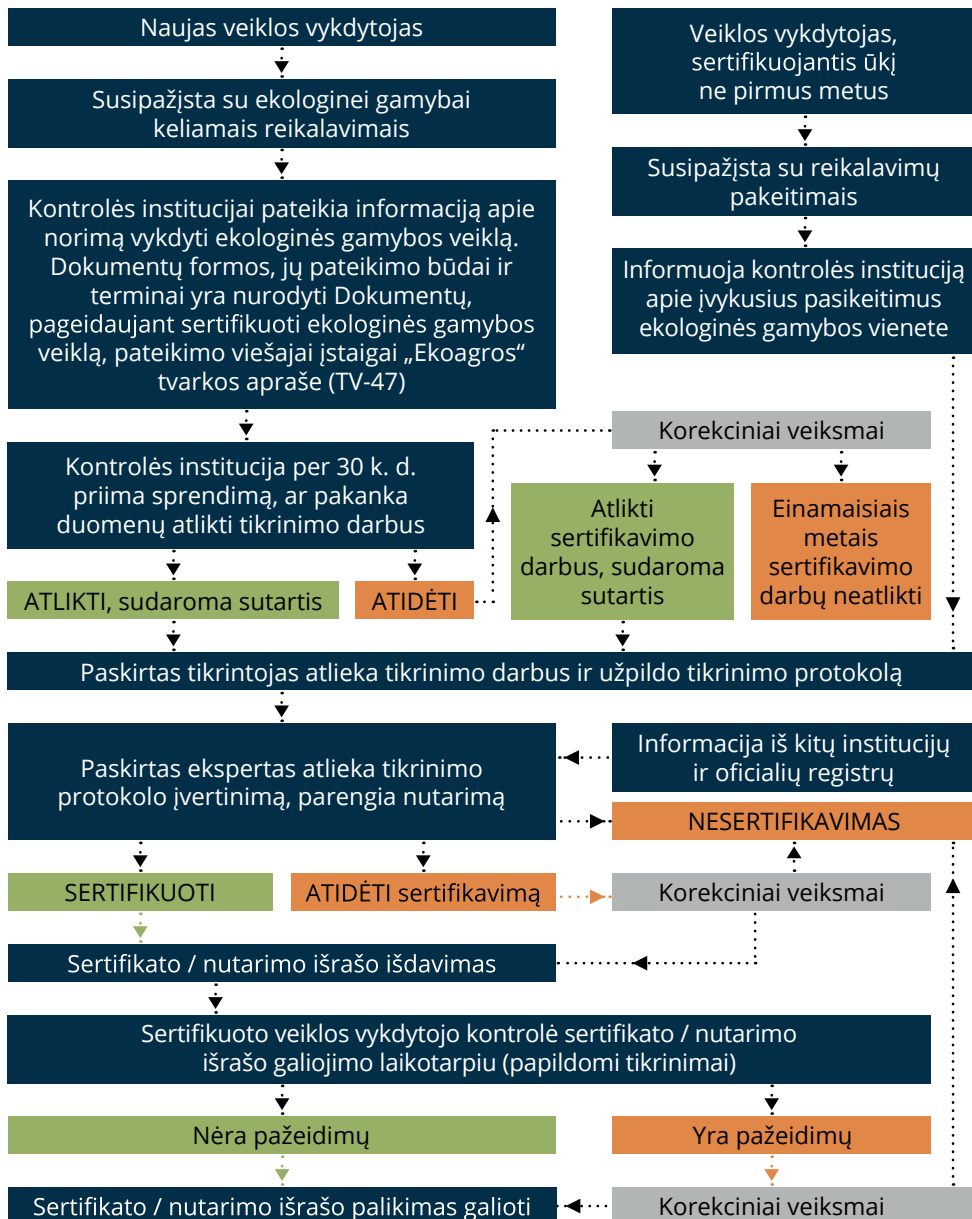 Naujas veiklos vykdytojas
Susipažįsta su ekologinei gamybai
keliamais reikalavimais
Kontrolės institucijai pateikia informaciją apie
norimą vykdyti ekologinės gamybos veiklą.
Dokumentų formos, jų pateikimo būdai ir
terminai yra nurodyti Dokumentų,
pageidaujant sertifikuoti ekologinės gamybos
veiklą, pateikimo viešajai įstaigai „Ekoagros“
tvarkos apraše (TV-47)
Veiklos vykdytojas,
sertifikuojantis ūkį
ne pirmus metus
Susipažįsta su reikalavimų
pakeitimais
Informuoja kontrolės instituciją
apie įvykusius pasikeitimus
ekologinės gamybos vienete
Kontrolės institucija per 30 k. d.
priima sprendimą, ar pakanka
duomenų atlikti tikrinimo darbus
ATLIKTI, sudaroma sutartis
ATIDĖTI
Korekciniai veiksmai
Atlikti
sertifikavimo
darbus, sudaroma
sutartis
Einamaisiais
metais
sertifikavimo
darbų neatlikti
Paskirtas tikrintojas atlieka tikrinimo darbus ir užpildo tikrinimo protokolą
Paskirtas ekspertas atlieka tikrinimo
protokolo įvertinimą, parengia nutarimą
Informacija iš kitų institucijų
ir oficialių registrų
NESERTIFIKAVIMAS
SERTIFIKUOTI
ATIDĖTI sertifikavimą
Korekciniai veiksmai
Sertifikato / nutarimo išrašo išdavimas
Sertifikuoto veiklos vykdytojo kontrolė sertifikato / nutarimo
išrašo galiojimo laikotarpiu (papildomi tikrinimai)
Nėra pažeidimų
Yra pažeidimų
Sertifikato / nutarimo išrašo palikimas galioti
Korekciniai veiksmai